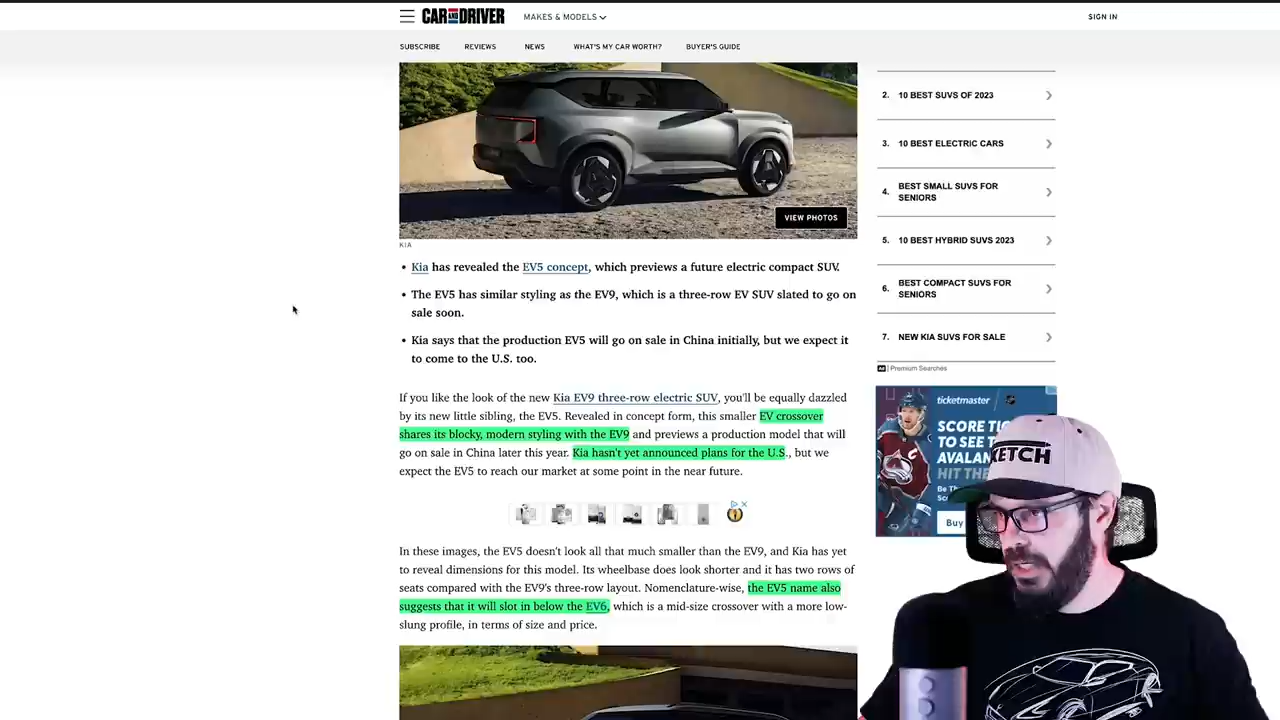 CAR AND DRIVER
MAKES & MODELS
SIGN IN
SUBSCRIBE
REVIEWS
NEWS
WHAT'S MY CAR WORTH?
BUYER'S GUIDE
VIEW PHOTOS
KIA
• Kia has revealed the EV5 concept, which previews a future electric compact SUV.
• The EV5 has similar styling as the EV9, which is a three-row EV SUV slated to go on
sale soon.
• Kia says that the production EV5 will go on sale in China initially, but we expect it
to come to the U.S. too.
If you like the look of the new Kia EV9 three-row electric SUV, you'll be equally dazzled
by its new little sibling, the EV5. Revealed in concept form, this smaller EV crossover
shares its blocky, modern styling with the EV9 and previews a production model that will
go on sale in China later this year. Kia hasn't yet announced plans for the U.S., but we
expect the EV5 to reach our market at some point in the near future.
In these images, the EV5 doesn't look all that much smaller than the EV9, and Kia has yet
to reveal dimensions for this model. Its wheelbase does look shorter and it has two rows of
seats compared with the EV9's three-row layout. Nomenclature-wise, the EV5 name also
suggests that it will slot in below the EV6, which is a mid-size crossover with a more low-
slung profile, in terms of size and price.
2. 10 BEST SUVS OF 2023
3. 10 BEST ELECTRIC CARS
4. BEST SMALL SUVS FOR
SENIORS
5. 10 BEST HYBRID SUVS 2023
6. BEST COMPACT SUVS FOR
SENIORS
7. NEW KIA SUVS FOR SALE
Ad | Premium Searches
ticketmaster
SCORE TI
TO SEE T
AVALAN
HIT THE
Be Th
Sco
Buy
KETCH